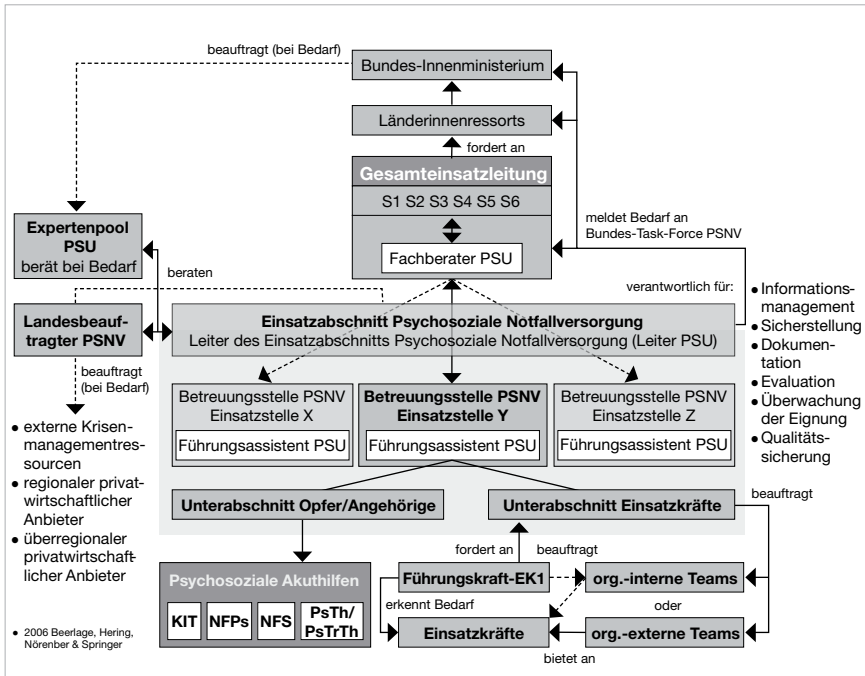 beauftragt (bei Bedarf)
Bundes-Innenministerium
Länderinnenressorts
fordert an
Gesamteinsatzleitung
S1 S2 S3 S4 S5 S6
Fachberater PSU
meldet Bedarf an
Bundes-Task-Force PSNV
Expertenpool
PSU
berät bei Bedarf
beraten
verantwortlich für:
Landesbeauf-
tragter PSNV
Einsatzabschnitt Psychosoziale Notfallversorgung
Leiter des Einsatzabschnitts Psychosoziale Notfallversorgung (Leiter PSU)
• Informations-
management
• Sicherstellung
• Dokumen-
tation
• Evaluation
• Überwachung
der Eignung
• Qualitäts-
sicherung
beauftragt
(bei Bedarf)
• externe Krisen-
managementres-
sourcen
• regionaler privat-
wirtschaftlicher
Anbieter
• überregionaler
privatwirtschaft-
licher Anbieter
Betreuungsstelle PSNV
Einsatzstelle X
Führungsassistent PSU
Betreuungsstelle PSNV
Einsatzstelle Y
Führungsassistent PSU
Betreuungsstelle PSNV
Einsatzstelle Z
Führungsassistent PSU
Unterabschnitt Opfer/Angehörige
Unterabschnitt Einsatzkräfte
beauftragt
fordert an
beauftragt
Psychosoziale Akuthilfen
KIT
NFPs
NFS
PsTh/
PsTrTh
Führungskraft-EK1
org.-interne Teams
erkennt Bedarf
oder
Einsatzkräfte
org.-externe Teams
bietet an
• 2006 Beerlage, Hering,
Nörenber & Springer